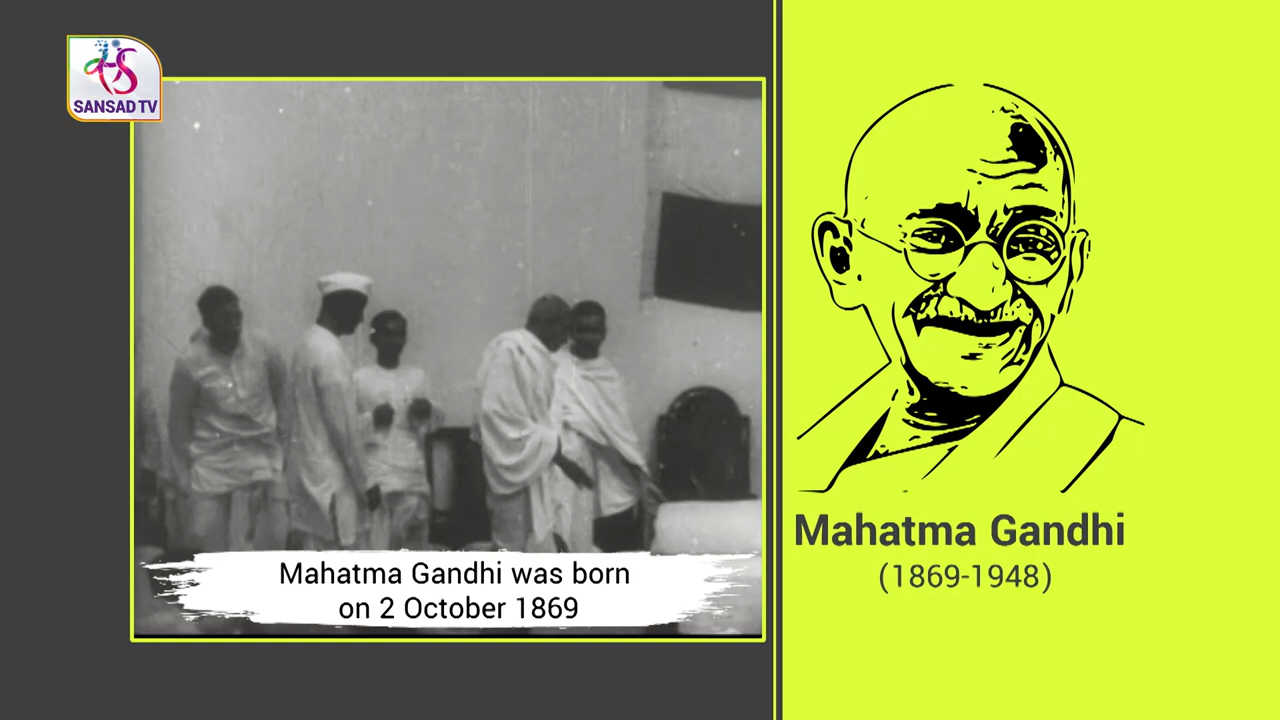 SANSAD TV
Mahatma Gandhi was born
on 2 October 1869
Mahatma Gandhi
(1869-1948)